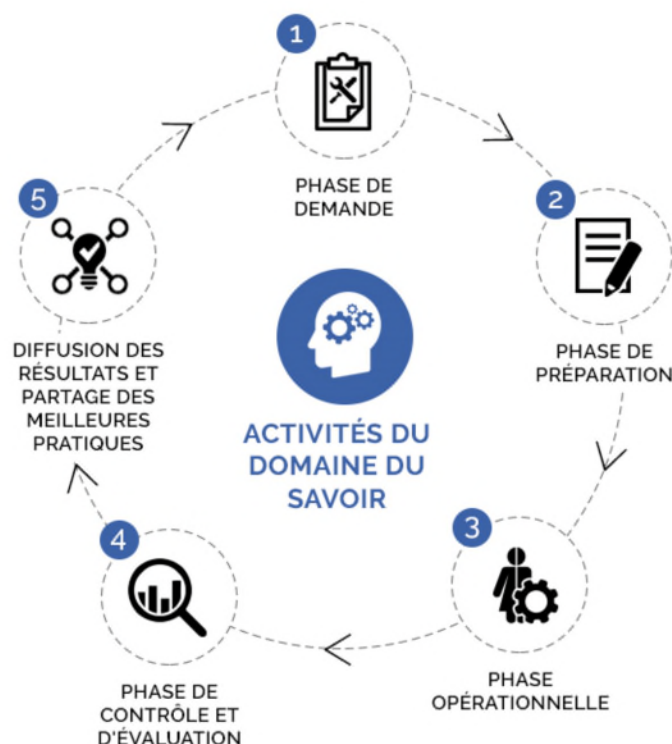 1
PHASE DE
DEMANDE
2
PHASE DE
PRÉPARATION
3
PHASE
OPÉRATIONNELLE
4
PHASE DE
CONTRÔLE ET
D'ÉVALUATION
5
DIFFUSION DES
RÉSULTATS ET
PARTAGE DES
MEILLEURES
PRATIQUES
ACTIVITÉS DU
DOMAINE DU
SAVOIR